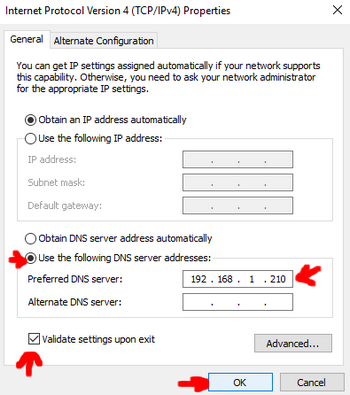 Internet Protocol Version 4 (TCP/IPv4) Properties
General
Alternate Configuration
You can get IP settings assigned automatically if your network supports
this capability. Otherwise, you need to ask your network administrator
for the appropriate IP settings.
Obtain an IP address automatically
Use the following IP address:
IP address:
Subnet mask:
Default gateway:
Obtain DNS server address automatically
Use the following DNS server addresses:
Preferred DNS server: 192 . 168 . 1 . 210
Alternate DNS server:
Validate settings upon exit
Advanced...
OK
Cancel